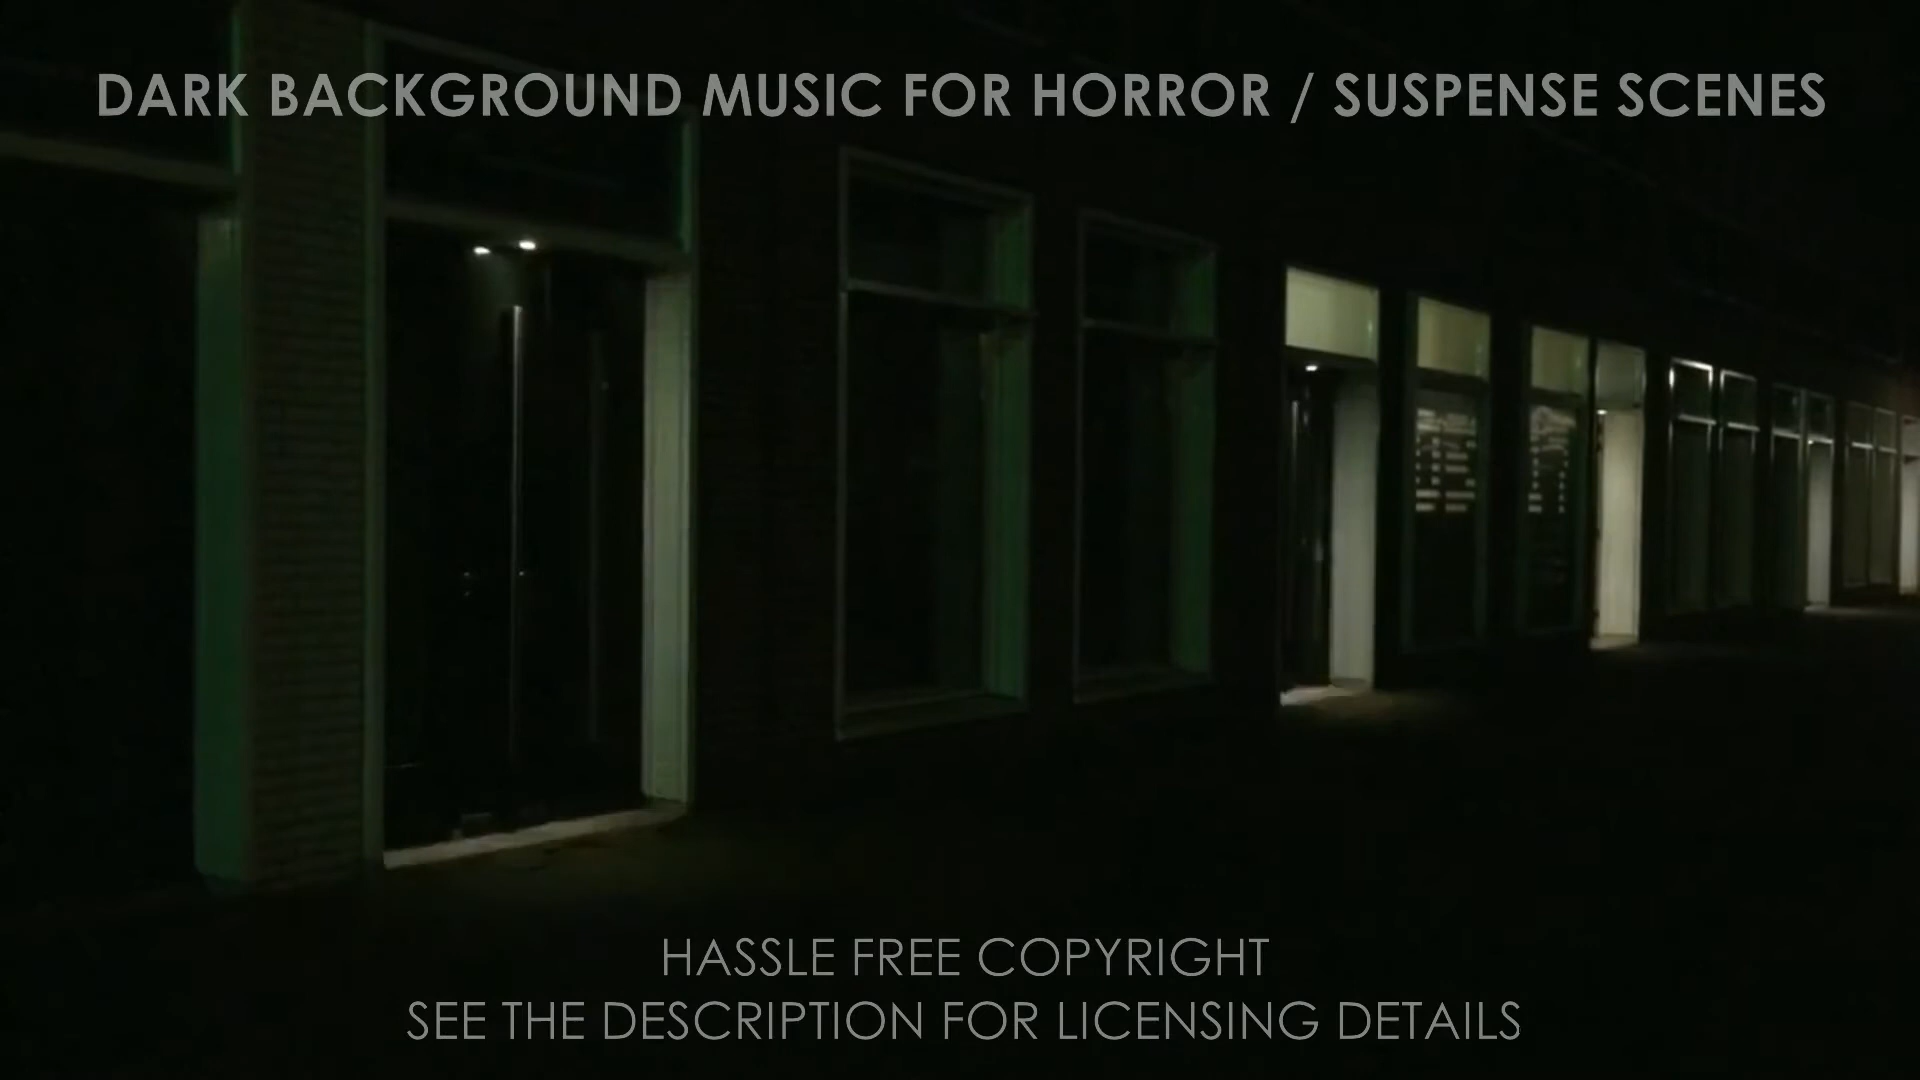 DARK BACKGROUND MUSIC FOR HORROR / SUSPENSE SCENES
HASSLE FREE COPYRIGHT
SEE THE DESCRIPTION FOR LICENSING DETAILS